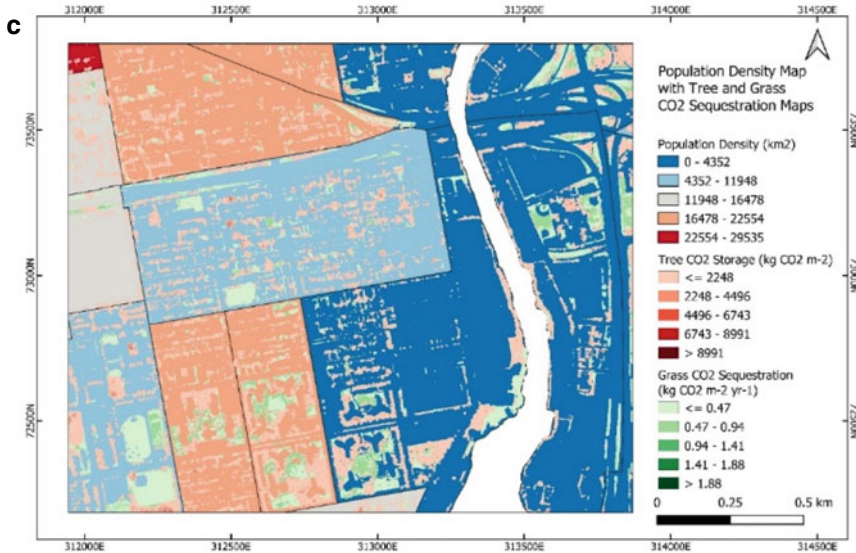 c
312000E 312500E 313000E 313500E 314000E 314500E
73500N
73000N
72500N
Population Density Map
with Tree and Grass
CO2 Sequestration Maps
Population Density (km2)
0 - 4352
4352 - 11948
11948 - 16478
16478 - 22554
22554 - 29535
Tree CO2 Storage (kg CO2 m-2)
<= 2248
2248 - 4496
4496 - 6743
6743 - 8991
> 8991
Grass CO2 Sequestration
(kg CO2 m-2 yr-1)
<= 0.47
0.47 - 0.94
0.94 - 1.41
1.41 - 1.88
> 1.88
0 0.25 0.5 km
73500N
73000N
72500N
312000E 312500E 313000E 313500E 314000E 314500E